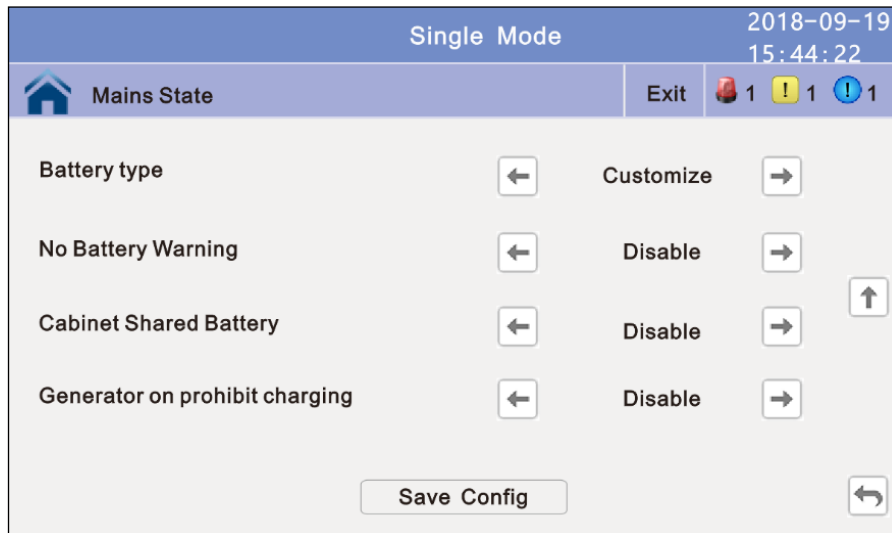 Single Mode
2018-09-19
15:44:22
Mains State
Exit
1
! 1
! 1
Battery type
Customize
No Battery Warning
Disable
Cabinet Shared Battery
Disable
Generator on prohibit charging
Disable
Save Config